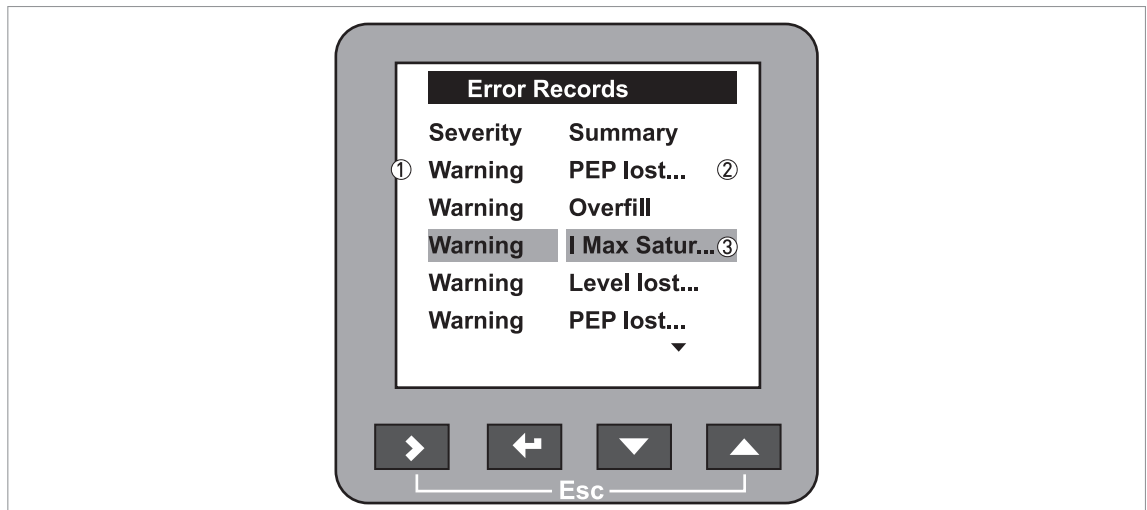 Error Records
Severity Summary
① Warning PEP lost... ②
Warning Overfill
Warning I Max Satur... ③
Warning Level lost...
Warning PEP lost...
Esc